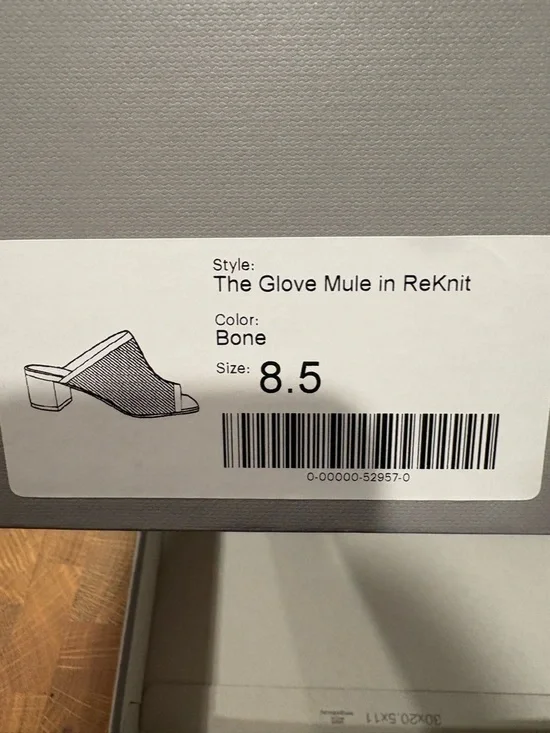 Style:
The Glove Mule in ReKnit
Color:
Bone
Size: 8.5
0-00000-52957-0
30x20.5x11